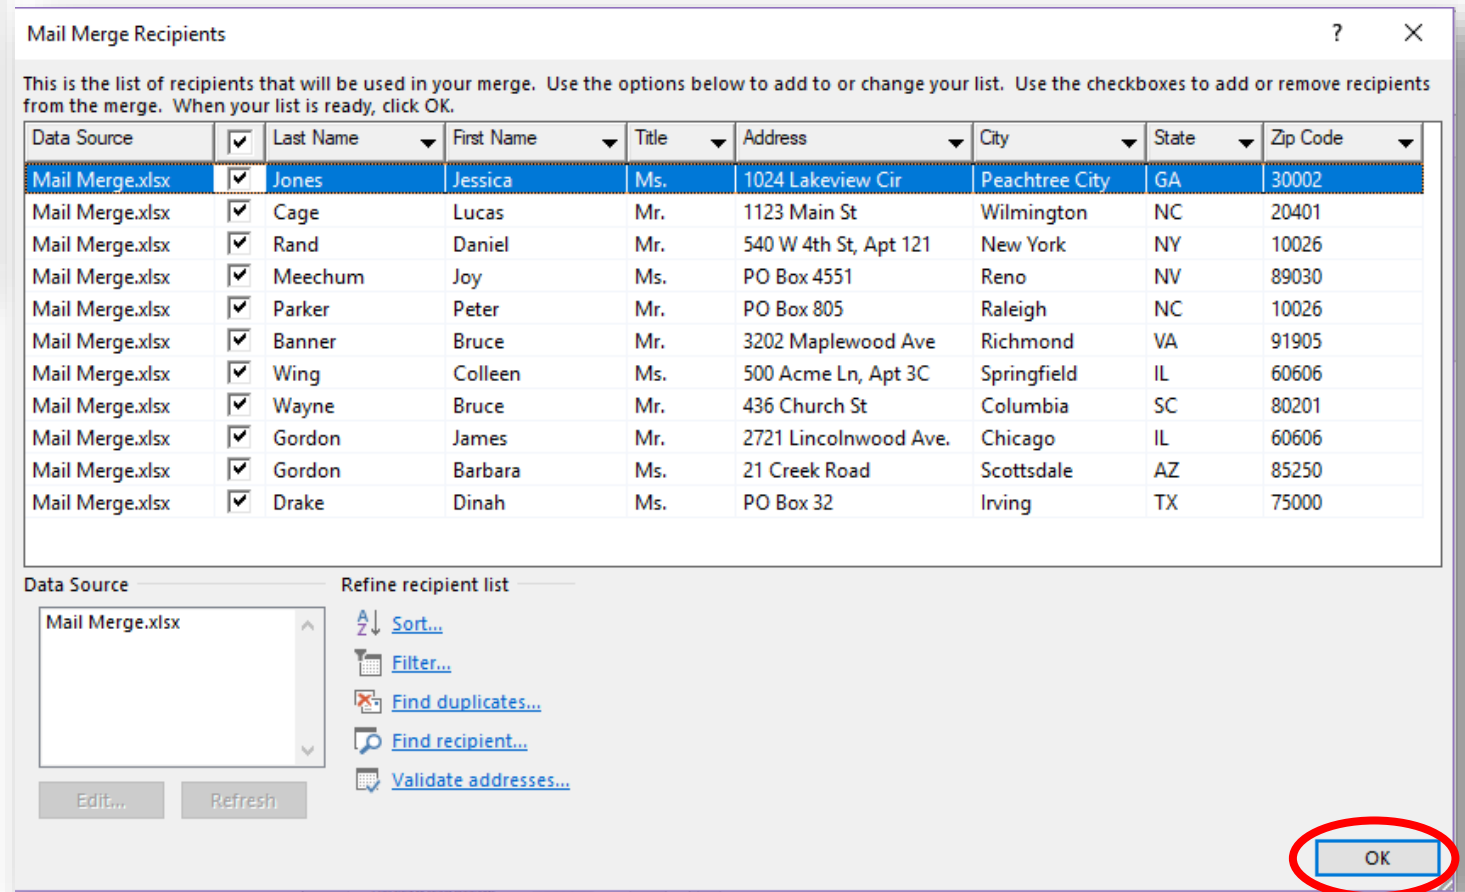 Mail Merge Recipients ?
This is the list of recipients that will be used in your merge. Use the options below to add to or change your list. Use the checkboxes to add or remove recipients
from the merge. When your list is ready, click OK.
Data Source Last Name First Name Title Address City State Zip Code
Mail Merge.xlsx Jones Jessica Ms. 1024 Lakeview Cir Peachtree City GA 30002
Mail Merge.xlsx Cage Lucas Mr. 1123 Main St Wilmington NC 20401
Mail Merge.xlsx Rand Daniel Mr. 540 W 4th St, Apt 121 New York NY 10026
Mail Merge.xlsx Meechum Joy Ms. PO Box 4551 Reno NV 89030
Mail Merge.xlsx Parker Peter Mr. PO Box 805 Raleigh NC 10026
Mail Merge.xlsx Banner Bruce Mr. 3202 Maplewood Ave Richmond VA 91905
Mail Merge.xlsx Wing Colleen Ms. 500 Acme Ln, Apt 3C Springfield IL 60606
Mail Merge.xlsx Wayne Bruce Mr. 436 Church St Columbia SC 80201
Mail Merge.xlsx Gordon James Mr. 2721 Lincolnwood Ave. Chicago IL 60606
Mail Merge.xlsx Gordon Barbara Ms. 21 Creek Road Scottsdale AZ 85250
Mail Merge.xlsx Drake Dinah Ms. PO Box 32 Irving TX 75000
Data Source Refine recipient list
Mail Merge.xlsx
Sort...
Filter...
Find duplicates...
Find recipient...
Validate addresses...
Edit... Refresh
OK